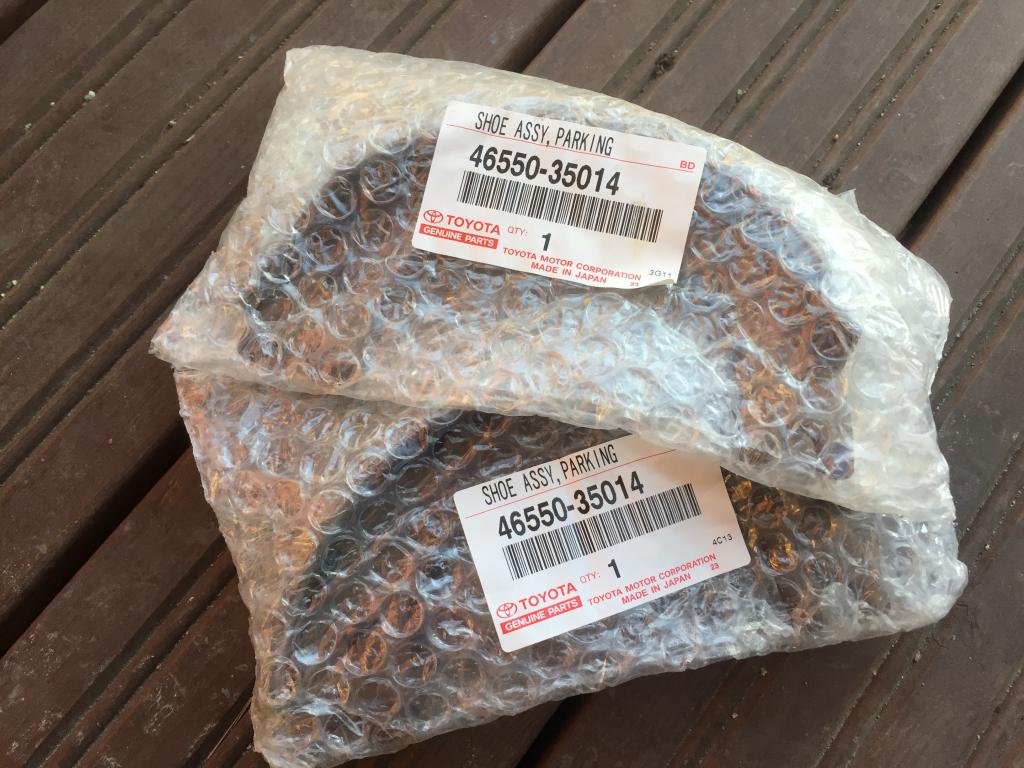 SHOE ASSY, PARKING
BD
46550-35014
TOYOTA QTY: 1
GENUINE PARTS
TOYOTA MOTOR CORPORATION 3G11
MADE IN JAPAN 23
SHOE ASSY, PARKING
46550-35014
4C13
TOYOTA QTY: 1
GENUINE PARTS
TOYOTA MOTOR CORPORATION
MADE IN JAPAN 23